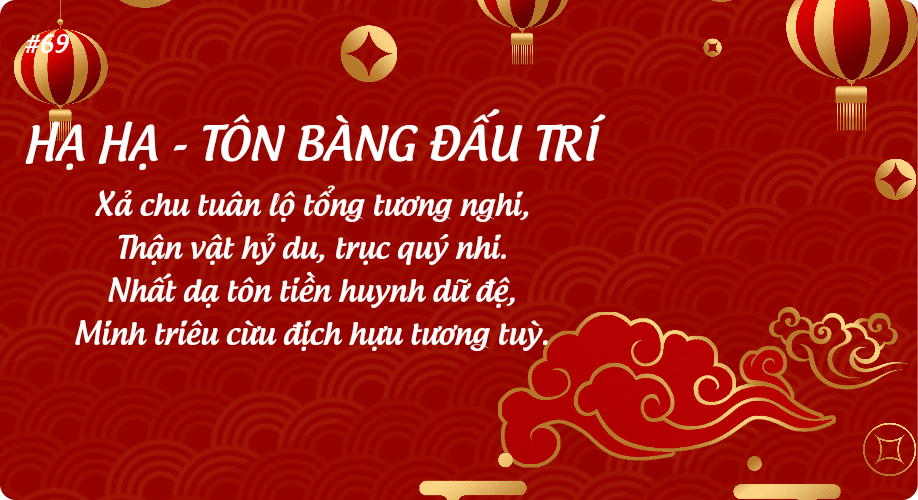 #69
HẠ HẠ - TÔN BÀNG ĐẤU TRÍ
Xả chu tuân lộ tổng tương nghi,
Thận vật hỷ du, trục quý nhi.
Nhất dạ tôn tiền huynh dữ đệ,
Minh triêu cừu địch hựu tương tuỳ.